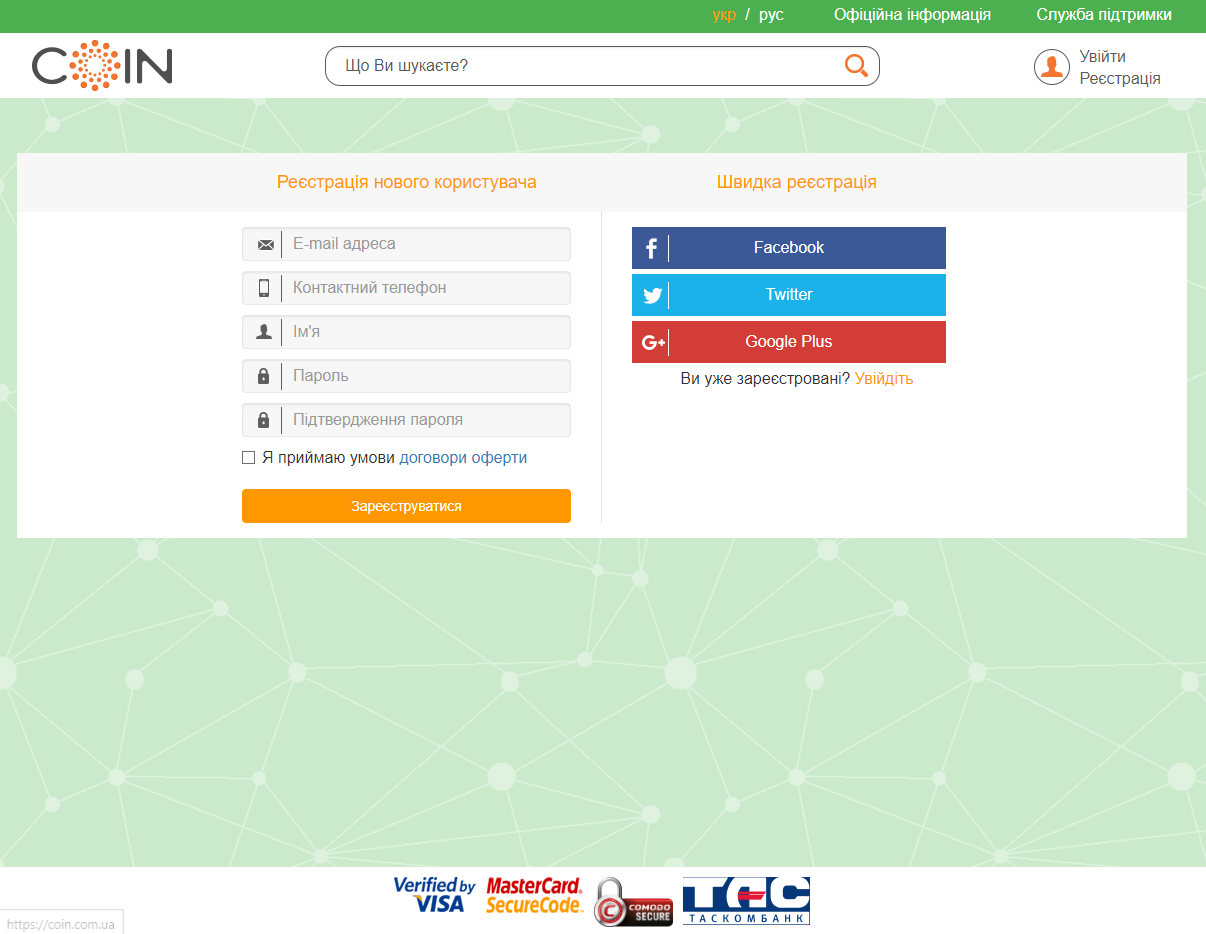 укр / рус Офіційна інформація Служба підтримки
COIN
Що Ви шукаєте?
Увійти
Реєстрація
Реєстрація нового користувача
Швидка реєстрація
E-mail адреса
Контактний телефон
Ім'я
Пароль
Підтвердження пароля
Я приймаю умови договори оферти
Зареєструватися
Facebook
Twitter
G+ Google Plus
Ви уже зареєстровані? Увійдіть
Verified by
VISA
MasterCard.
SecureCode.
COMODO
SECURE
ТАС
ТАСКОМБАНК
https://coin.com.ua